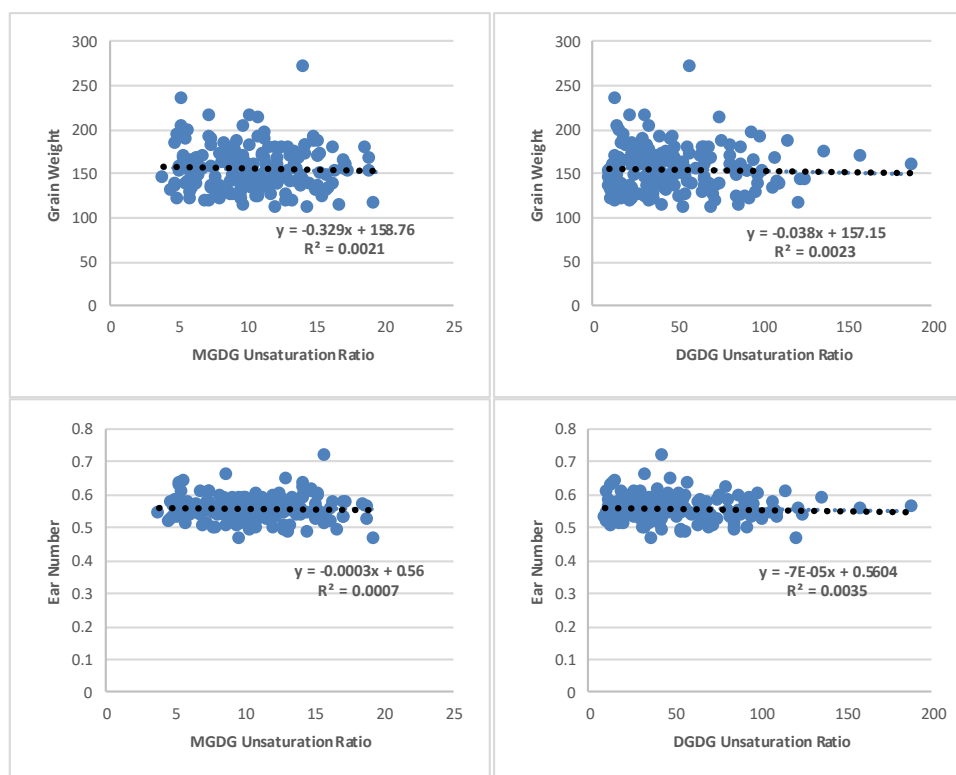 300
250
200
150
100
50
0
Grain Weight
y = -0.329x + 158.76
R² = 0.0021
0 5 10 15 20 25
MGDG Unsaturation Ratio
300
250
200
150
100
50
0
Grain Weight
y = -0.038x + 157.15
R² = 0.0023
0 50 100 150 200
DGDG Unsaturation Ratio
0.8
0.7
0.6
0.5
0.4
0.3
0.2
0.1
0
Ear Number
y = -0.0003x + 0.56
R² = 0.0007
0 5 10 15 20 25
MGDG Unsaturation Ratio
0.8
0.7
0.6
0.5
0.4
0.3
0.2
0.1
0
Ear Number
y = -7E-05x + 0.5604
R² = 0.0035
0 50 100 150 200
DGDG Unsaturation Ratio